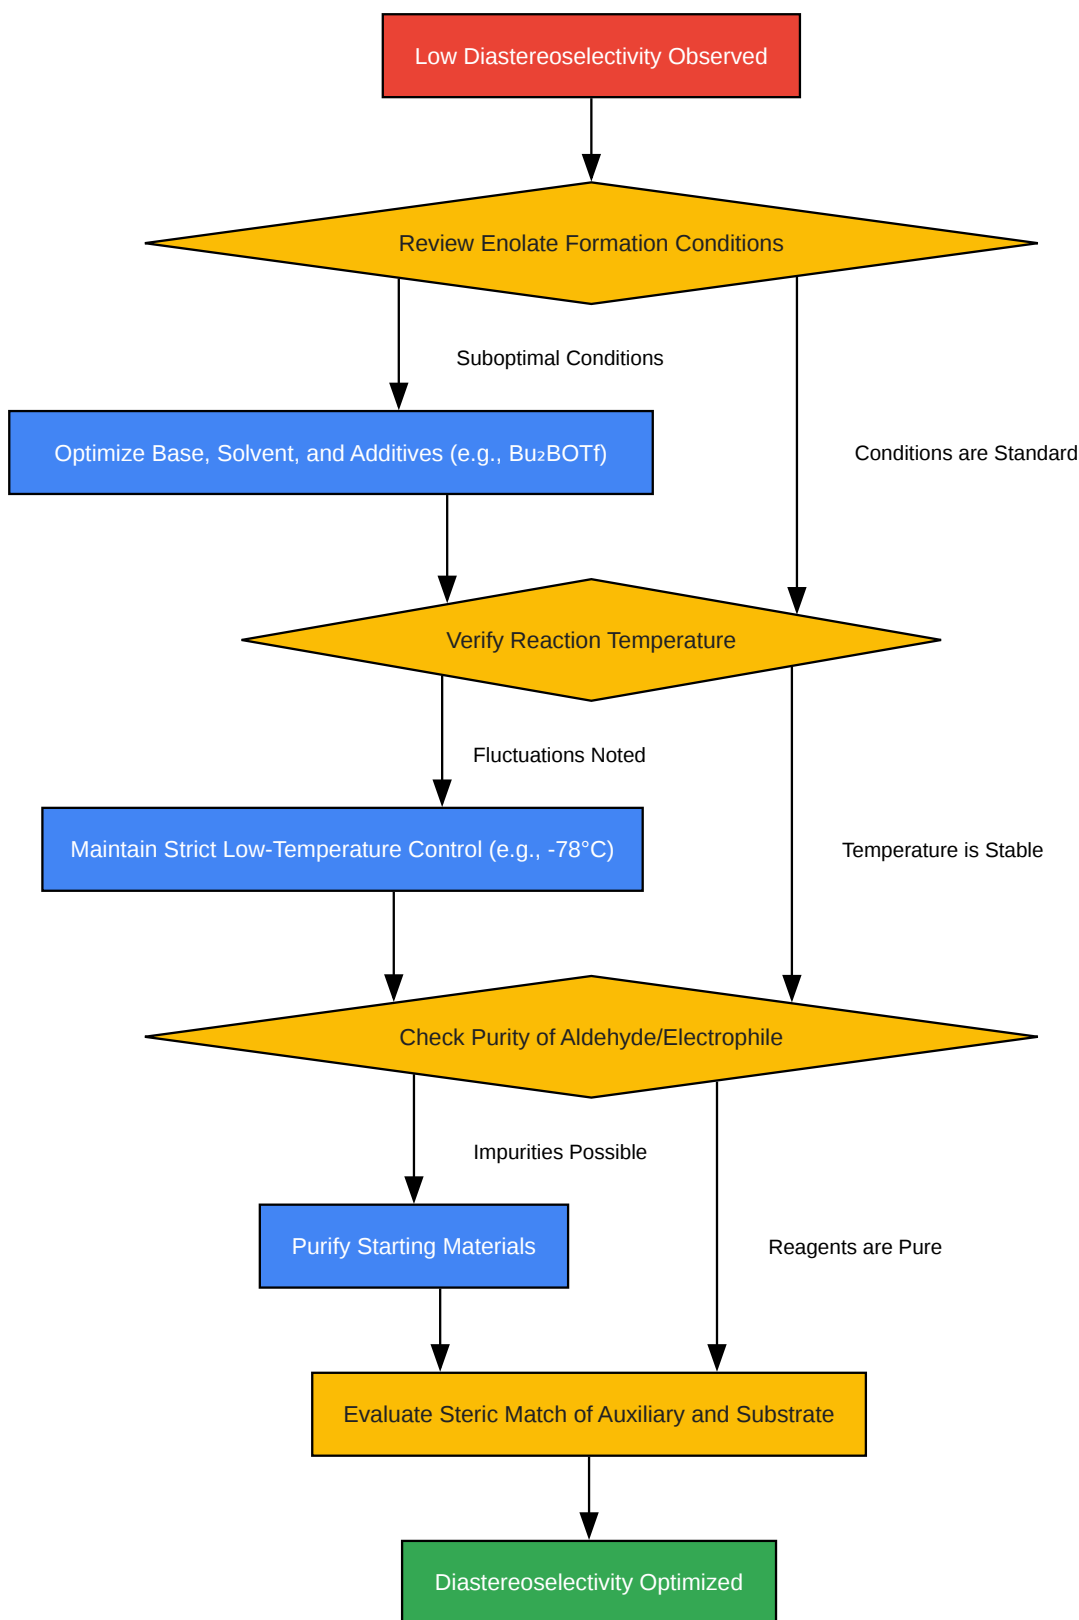 Low Diastereoselectivity Observed
Review Enolate Formation Conditions
Suboptimal Conditions
Optimize Base, Solvent, and Additives (e.g., Bu₂BOTf)
Conditions are Standard
Verify Reaction Temperature
Fluctuations Noted
Maintain Strict Low-Temperature Control (e.g., -78°C)
Temperature is Stable
Check Purity of Aldehyde/Electrophile
Impurities Possible
Purify Starting Materials
Reagents are Pure
Evaluate Steric Match of Auxiliary and Substrate
Diastereoselectivity Optimized